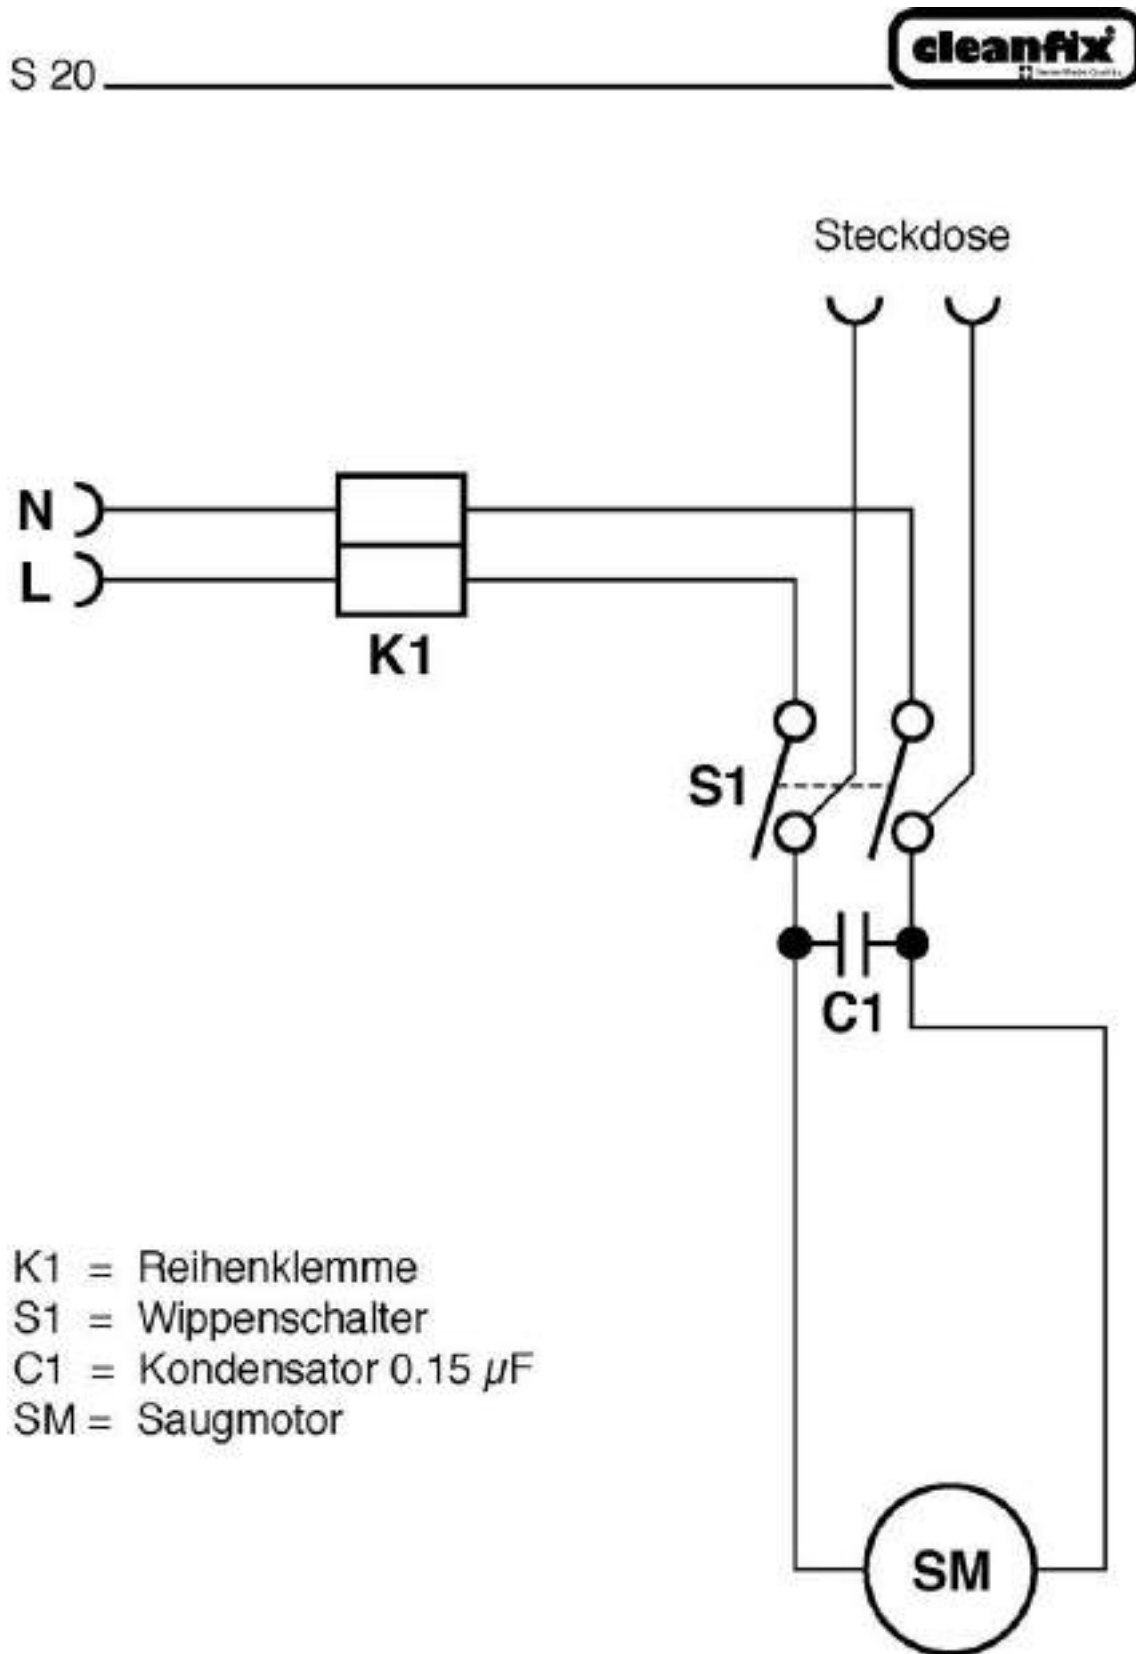 S 20
cleanfix
Steckdose
N
L
K1
S1
C1
K1 = Reihenklemme
S1 = Wippenschalter
C1 = Kondensator 0.15 µF
SM = Saugmotor
SM